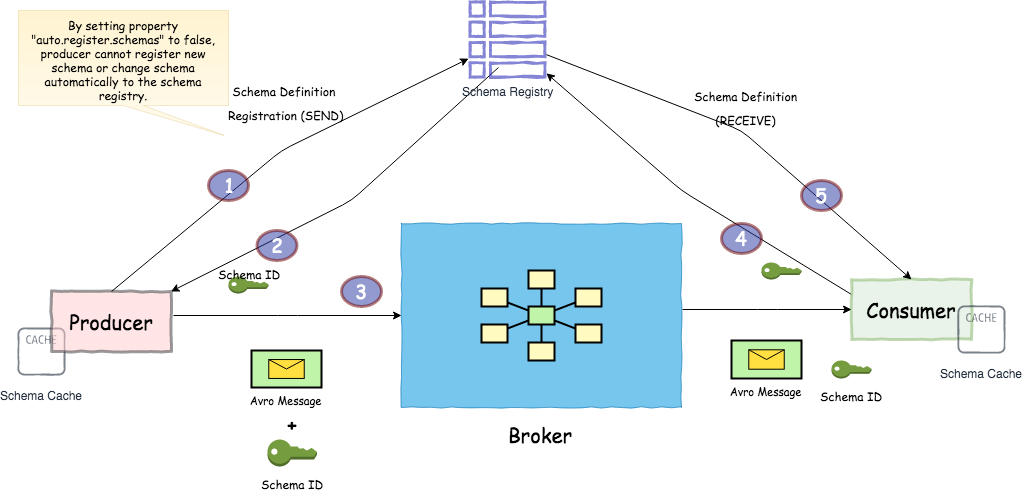 By setting property
"auto.register.schemas" to false,
producer cannot register new
schema or change schema
automatically to the schema
registry.
Schema Definition
Registration (SEND)
Schema Registry
Schema Definition
(RECEIVE)
1
2
Schema ID
3
4
5
Producer
CACHE
Schema Cache
Consumer
CACHE
Schema Cache
Avro Message
+
Schema ID
Broker
Avro Message
Schema ID